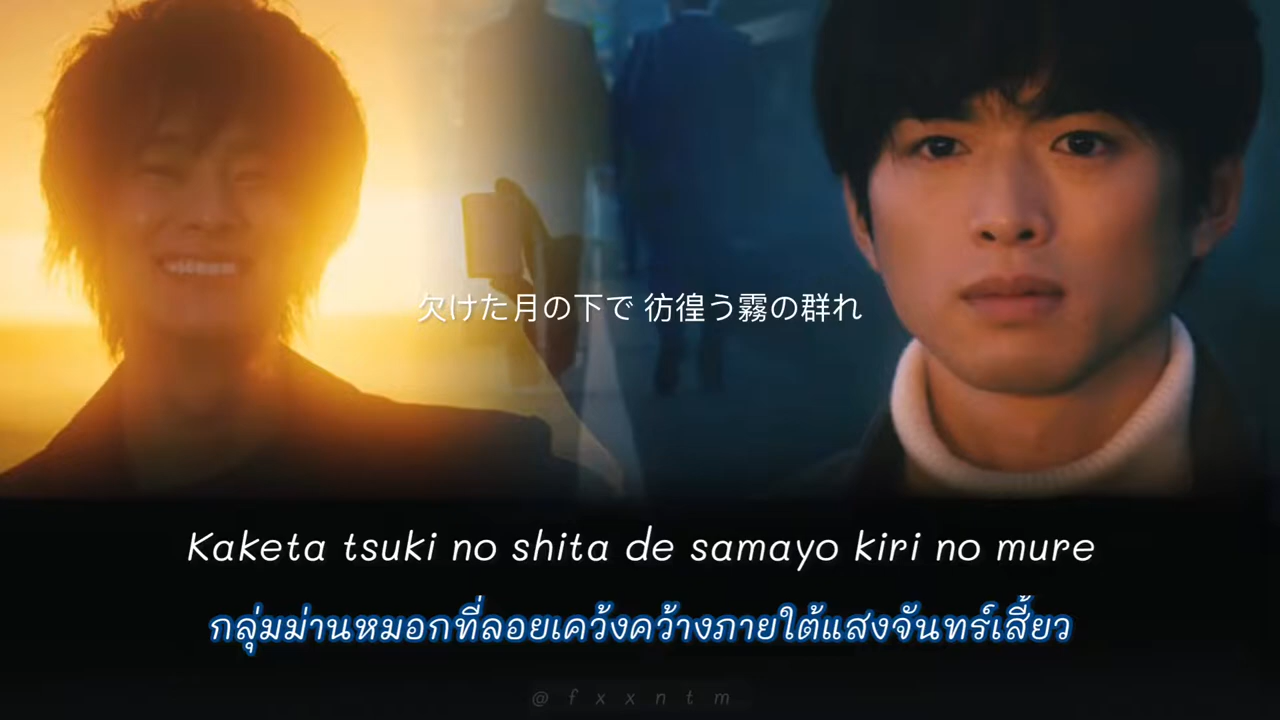 欠けた月の下で 彷徨う霧の群れ
Kaketa tsuki no shita de samayo kiri no mure
กลุ่มม่านหมอกที่ลอยเคว้งคว้างภายใต้แสงจันทร์เสี้ยว
@fxxntm